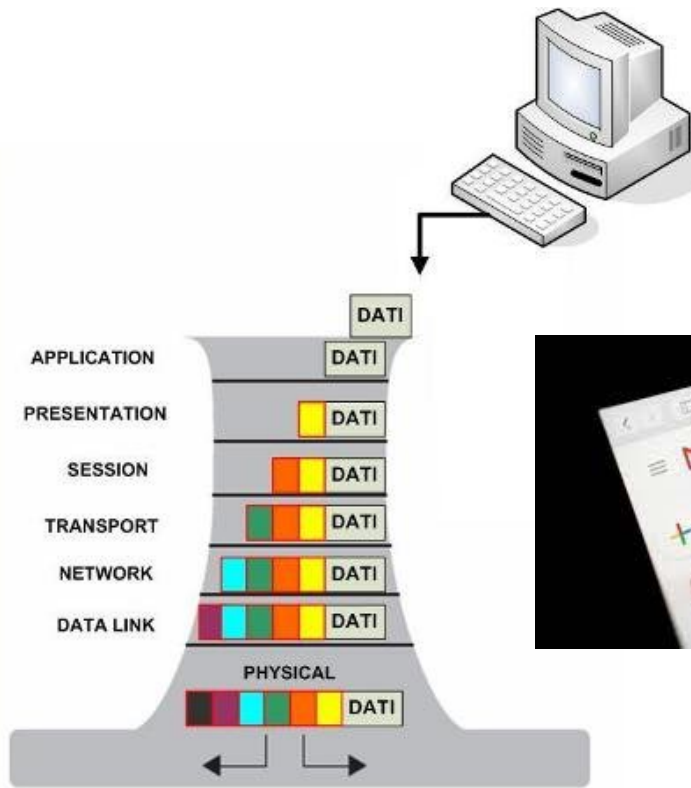 DATI
APPLICATION DATI
PRESENTATION DATI
SESSION DATI
TRANSPORT DATI
NETWORK DATI
DATA LINK DATI
PHYSICAL
DATI